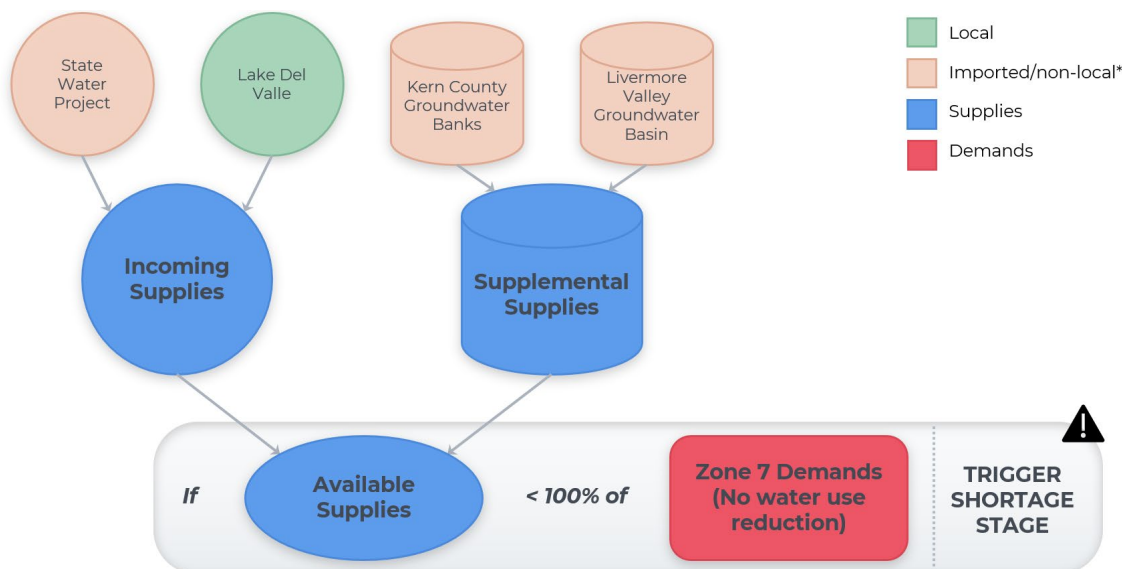 State
Water
Project
Lake Del
Valle
Kern County
Groundwater
Banks
Livermore
Valley
Groundwater
Basin
Local
Imported/non-local*
Supplies
Demands
Incoming
Supplies
Supplemental
Supplies
If
Available
Supplies
< 100% of
Zone 7 Demands
(No water use
reduction)
TRIGGER
SHORTAGE
STAGE
!